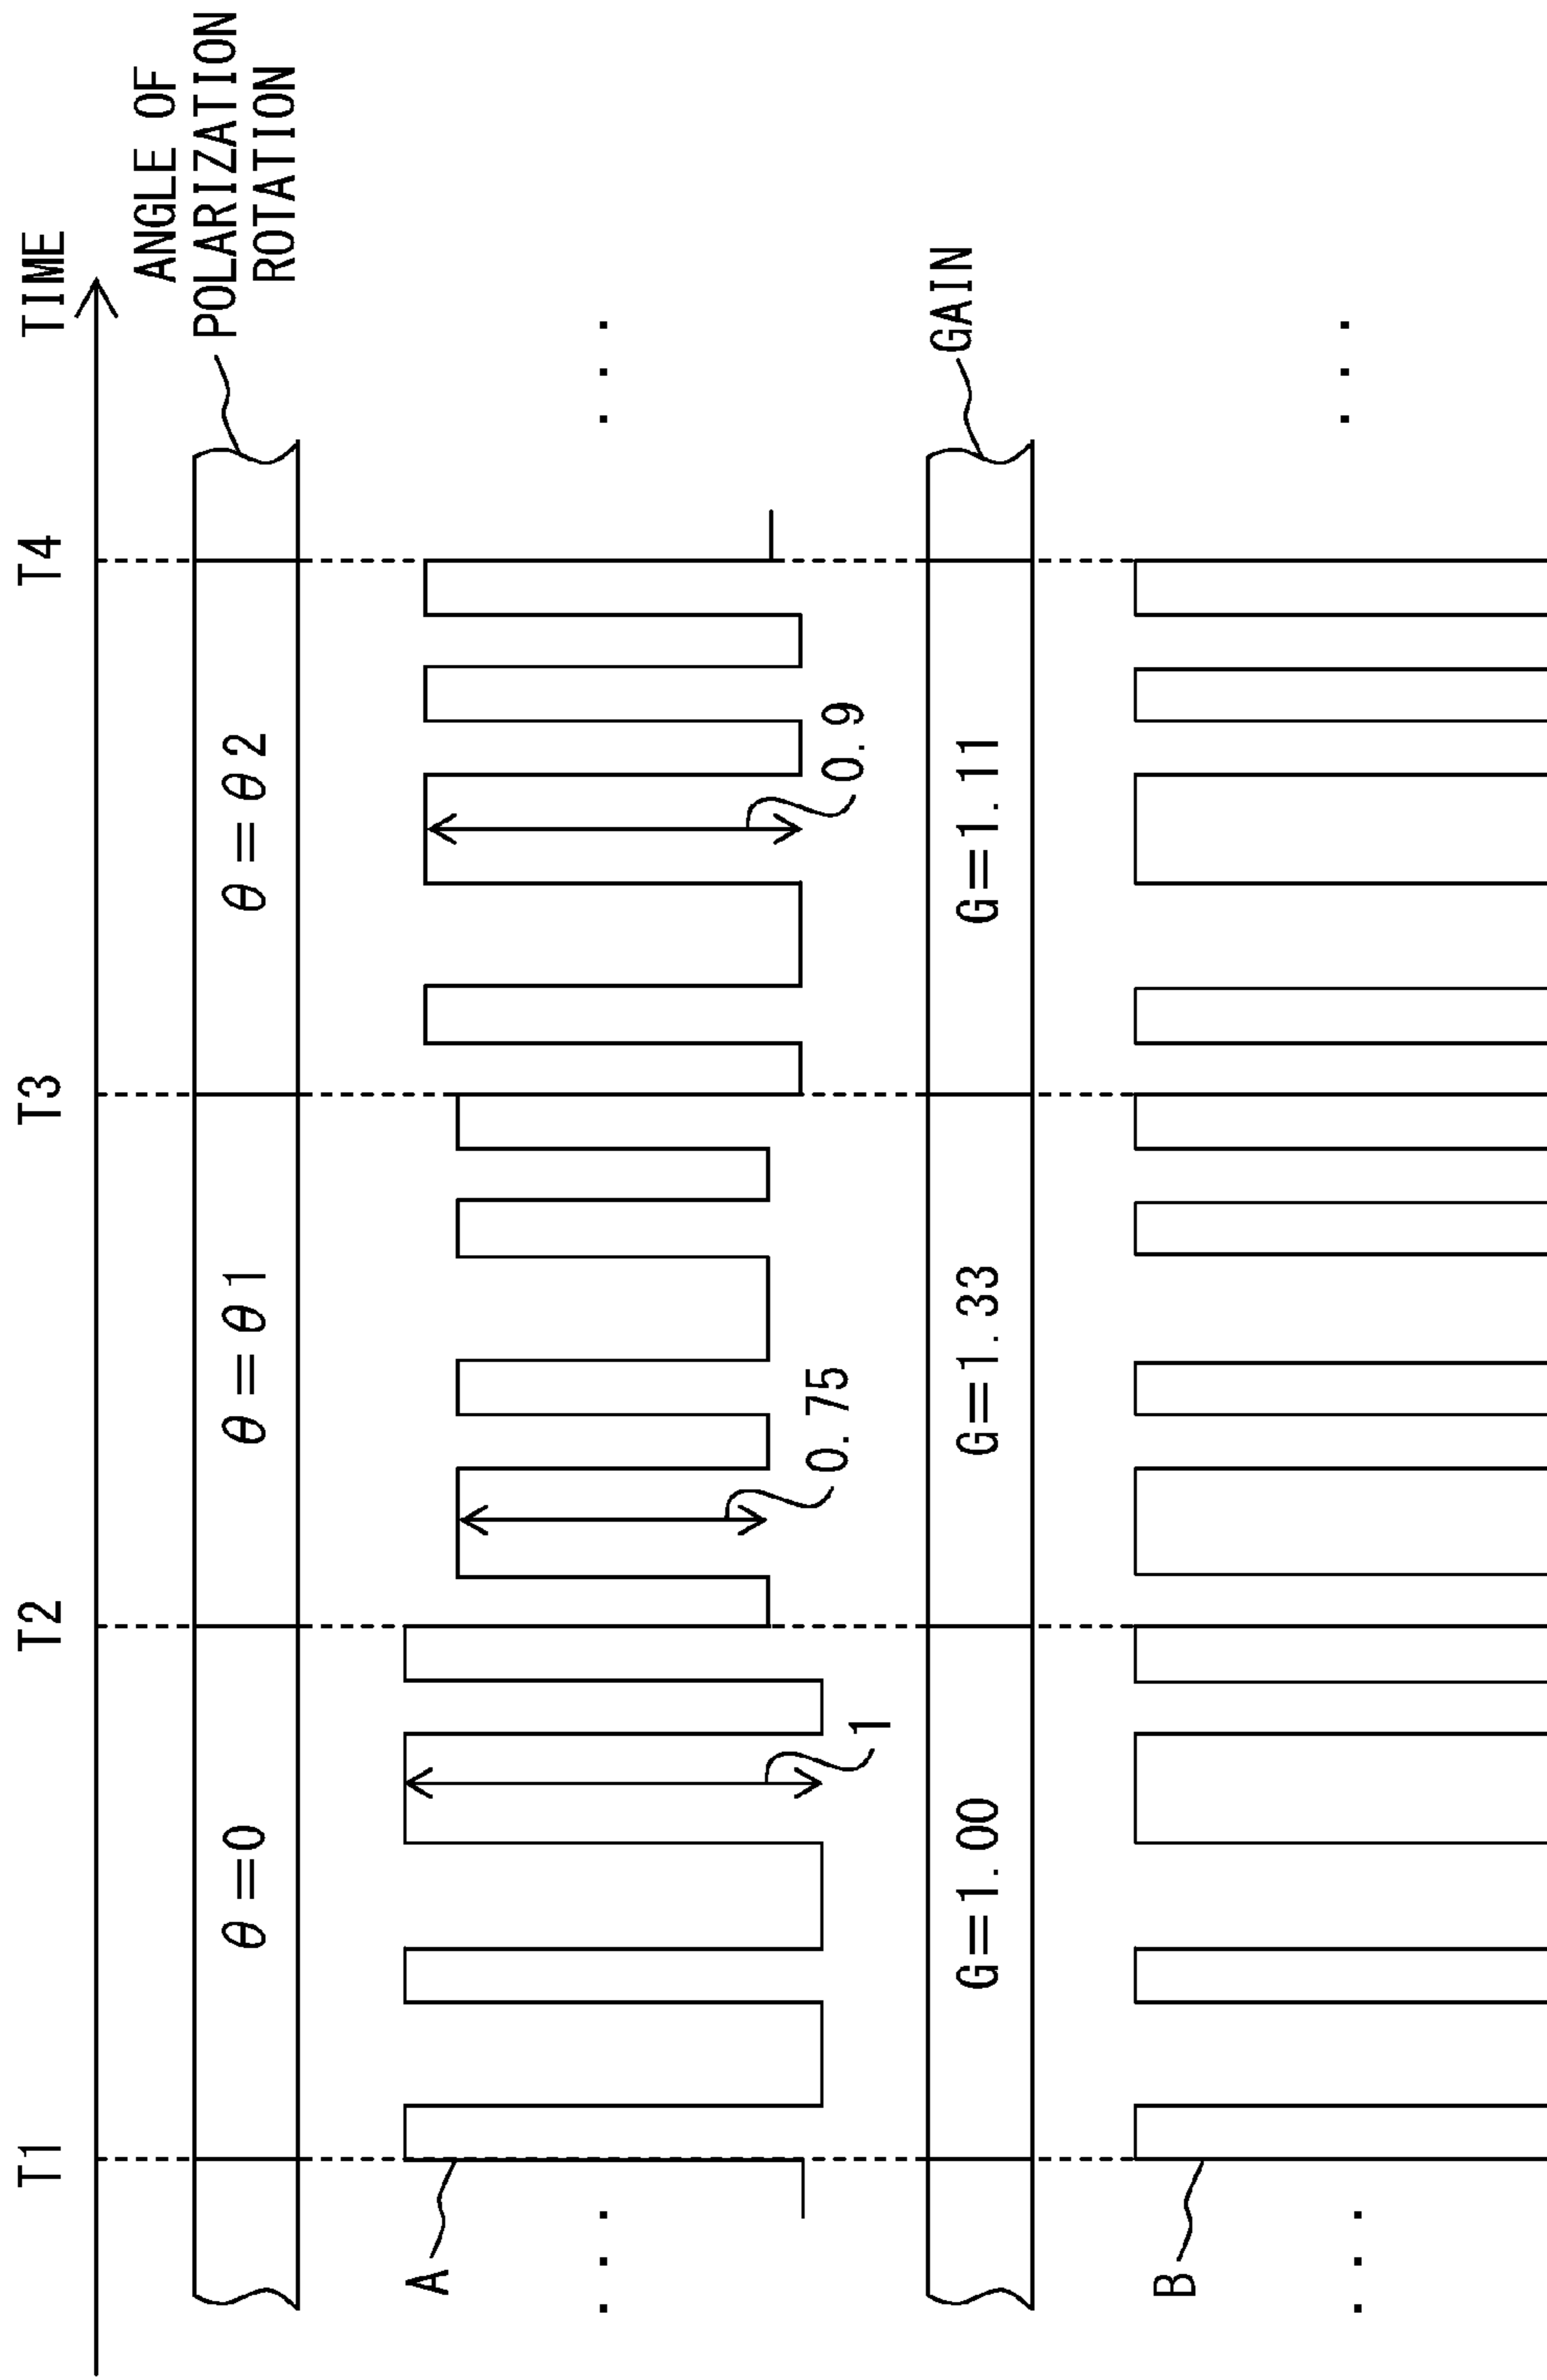 T1
T2
T3
T4
TIME
ANGLE OF
POLARIZATION
ROTATION
θ=0
θ=θ1
θ=θ2
A
1
0.75
0.9
GAIN
G=1.00
G=1.33
G=1.11
B